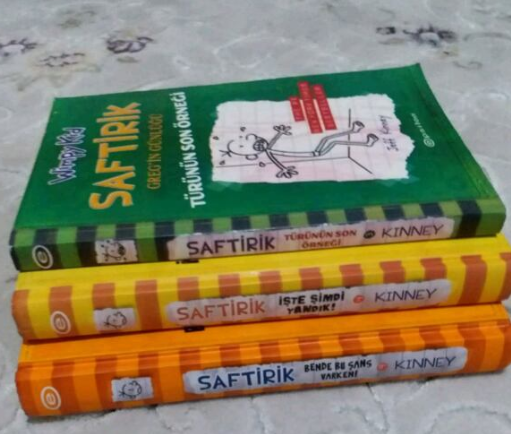 Wimpy Kid
SAFTİRİK
GREG'İN GÜNLÜĞÜ
TÜRÜNÜN SON ÖRNEĞİ
Jeff Kinney
SAFTİRİK
TÜRÜNÜN SON
ÖRNEĞİ
KINNEY
SAFTİRİK
İŞTE ŞİMDİ
YANDIK!
KINNEY
SAFTİRİK
BENDE BU ŞANS
VARKEN!
KINNEY